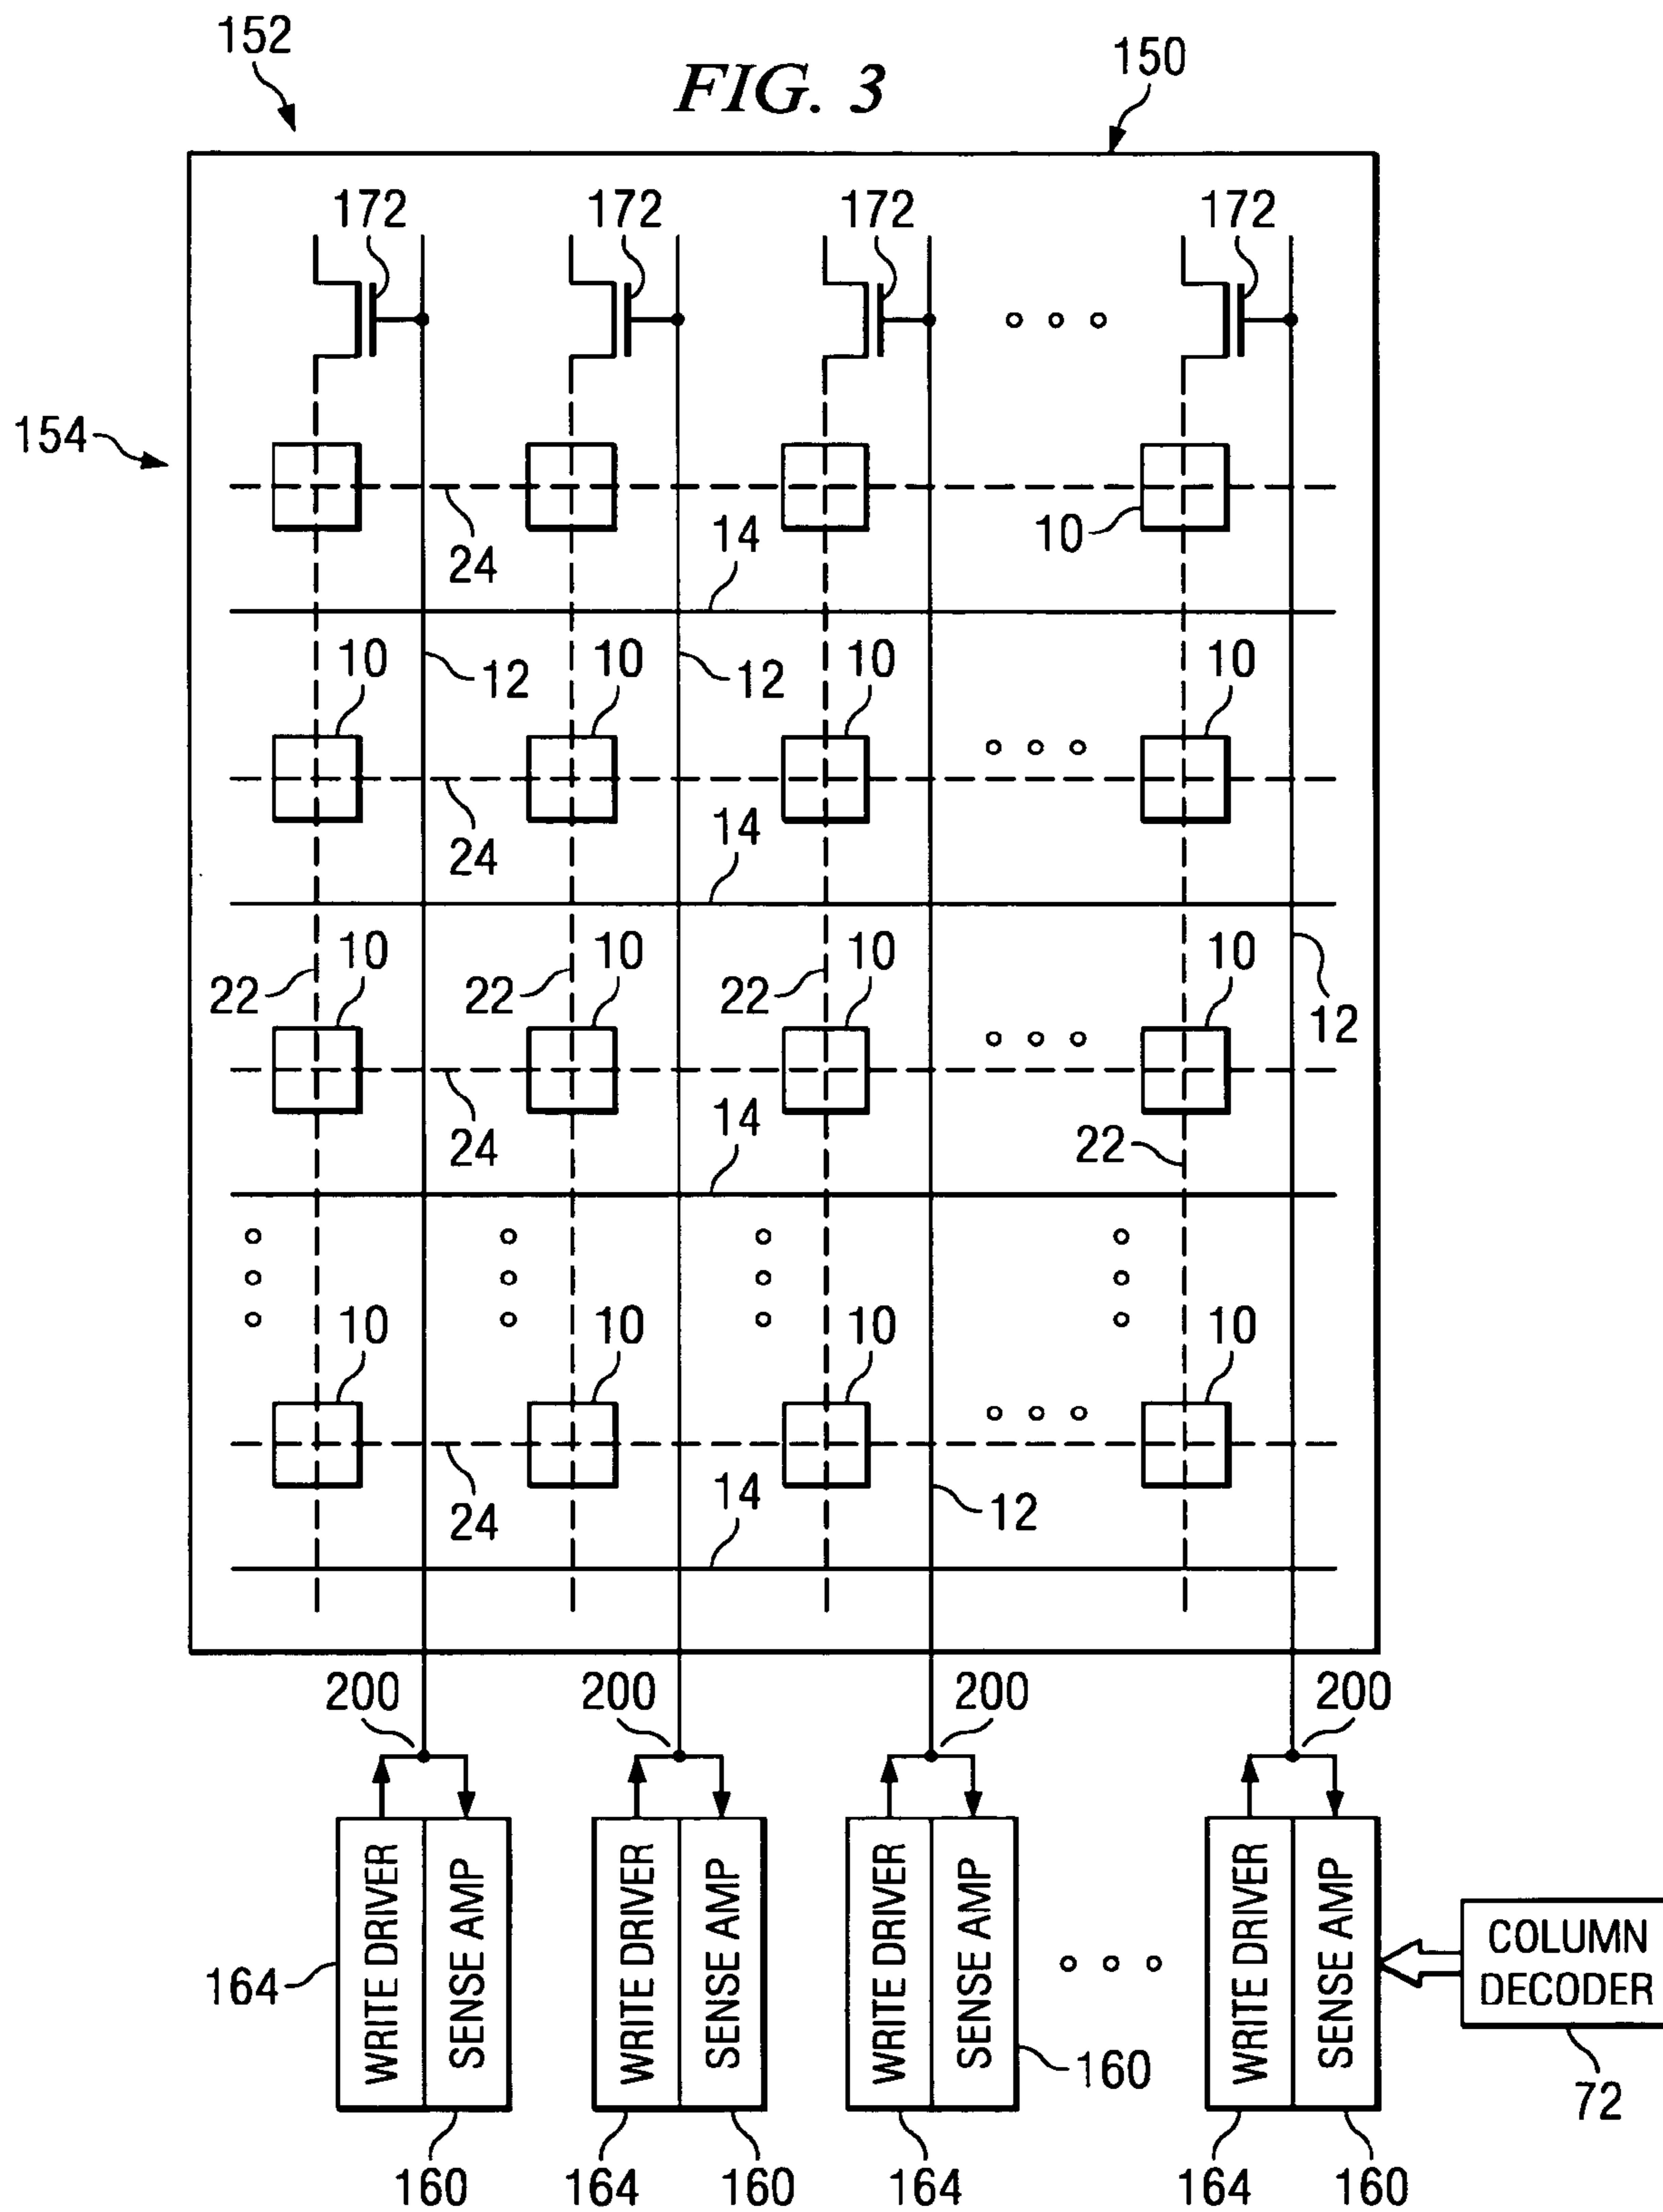 152
FIG. 3
150
172 172 172 172
154
24 14 10
10 12 10 12 10 10
24 14
10 10 10 10
22 22 22 12
24 14 22
10 10 10 10
24 14 12
200 200 200 200
WRITE DRIVER SENSE AMP WRITE DRIVER SENSE AMP WRITE DRIVER SENSE AMP WRITE DRIVER SENSE AMP
COLUMN
DECODER
164
160
72
160 164 160 164 164 160